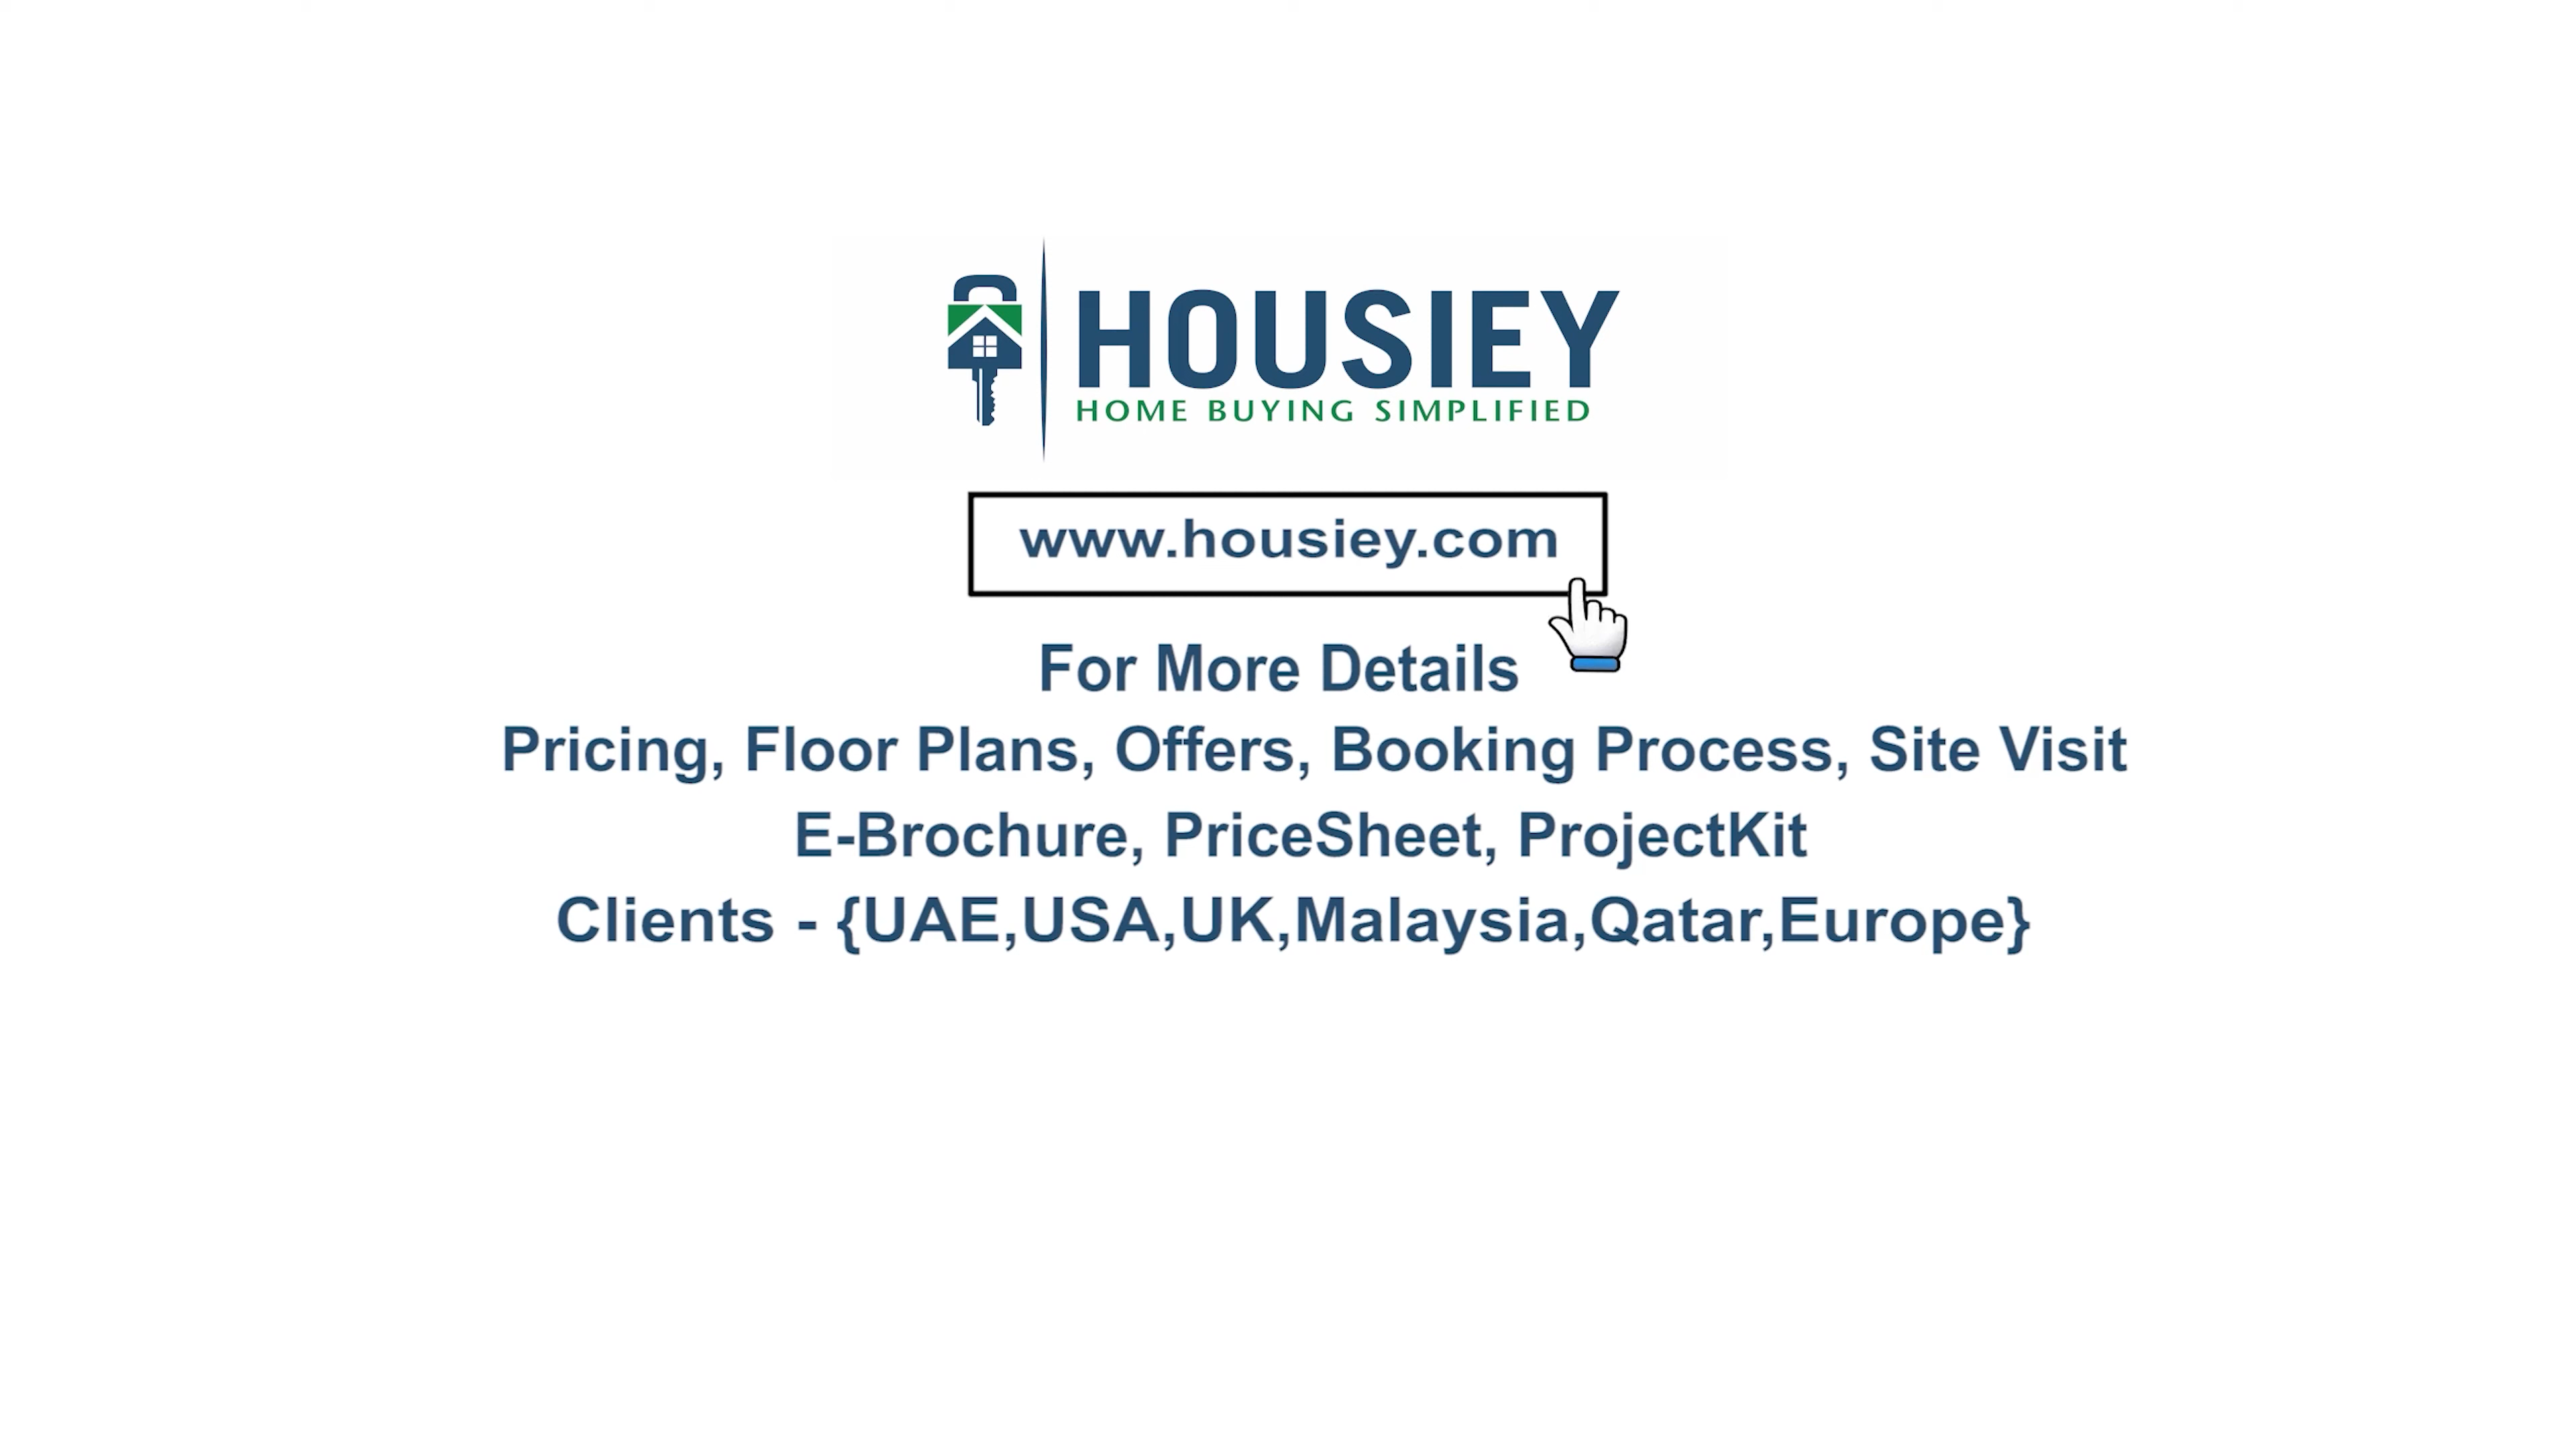 HOUSIEY
HOME BUYING SIMPLIFIED
www.housiey.com
For More Details
Pricing, Floor Plans, Offers, Booking Process, Site Visit
E-Brochure, PriceSheet, ProjectKit
Clients - {UAE,USA,UK,Malaysia,Qatar,Europe}